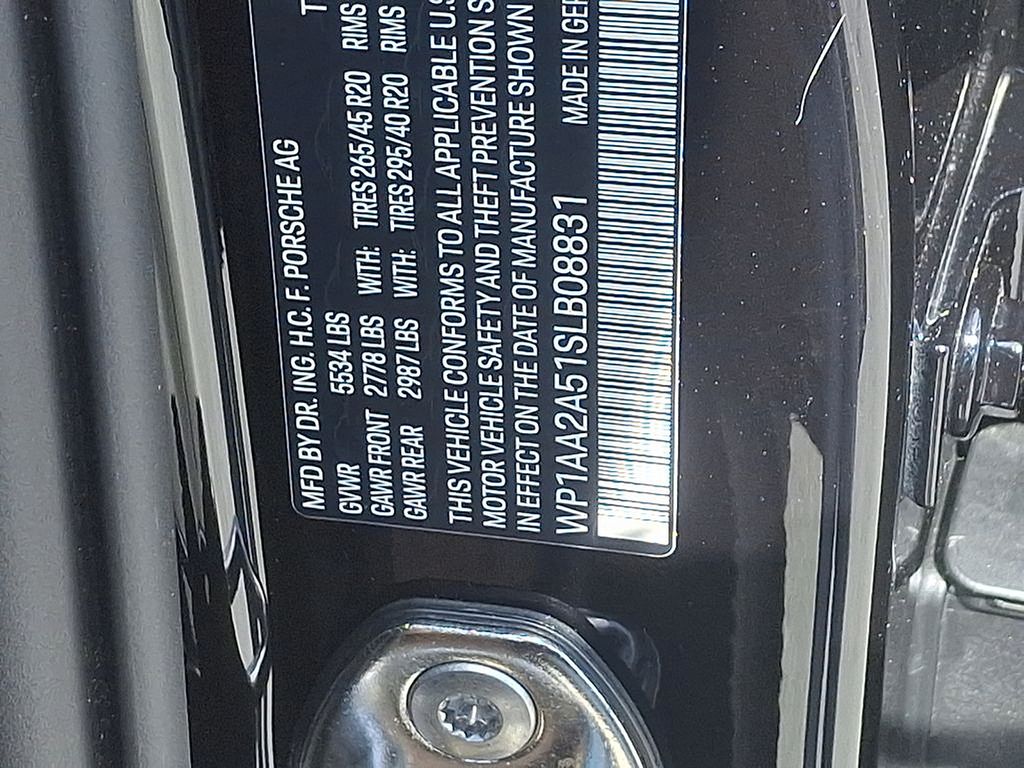 MFD BY DR. ING. H.C. F. PORSCHE AG
GVWR 5534 LBS
GAWR FRONT 2778 LBS WITH: TIRES 265/45 R20 RIMS
GAWR REAR 2987 LBS WITH: TIRES 295/40 R20 RIMS
THIS VEHICLE CONFORMS TO ALL APPLICABLE U.S
MOTOR VEHICLE SAFETY AND THEFT PREVENTION S
IN EFFECT ON THE DATE OF MANUFACTURE SHOWN
WP1AA2A51SLB08831 MADE IN GER